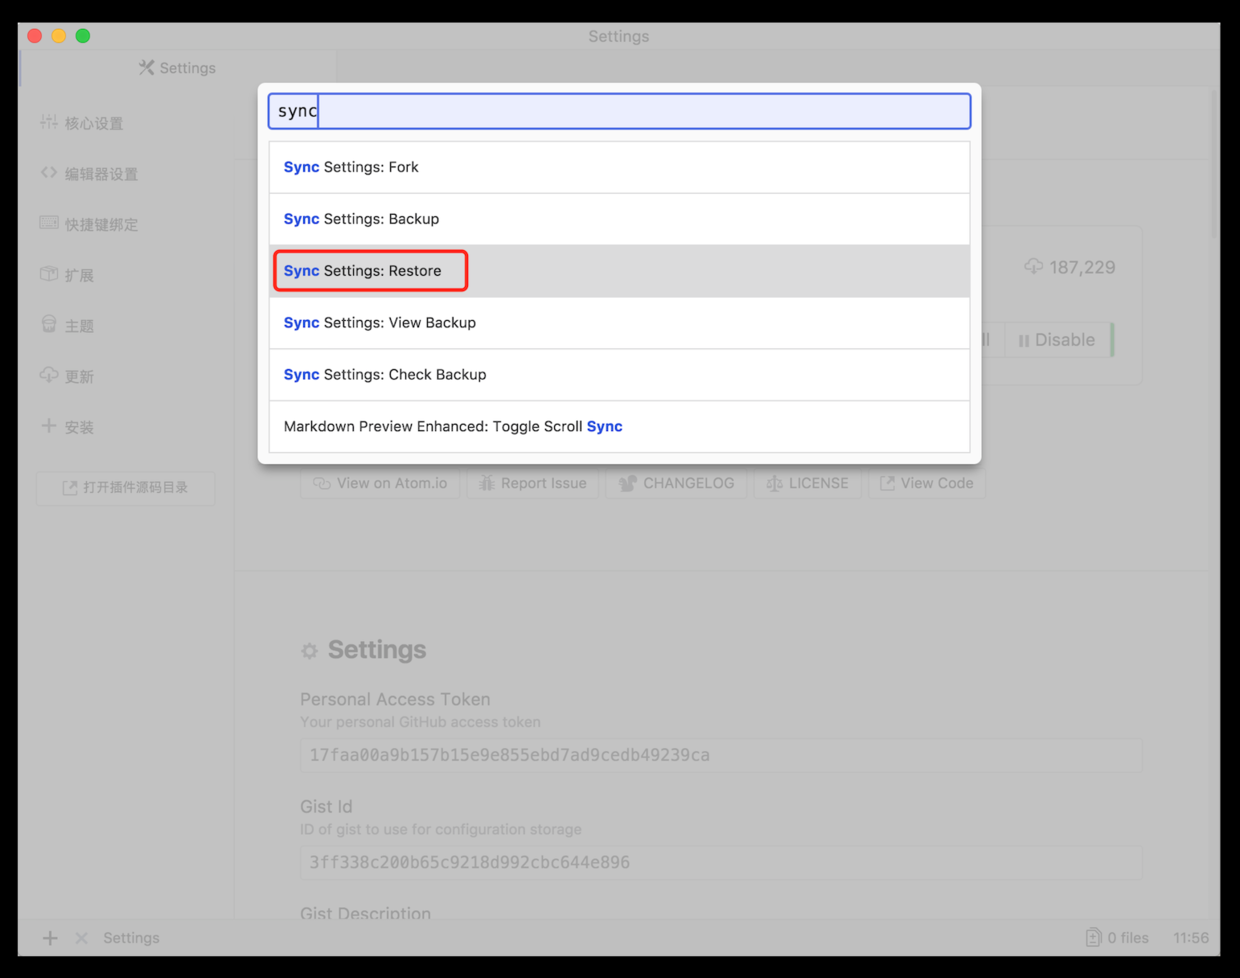 Settings
Settings
核心设置
编辑器设置
快捷键绑定
扩展
主题
更新
安装
打开插件源码目录
sync
Sync Settings: Fork
Sync Settings: Backup
Sync Settings: Restore
Sync Settings: View Backup
Sync Settings: Check Backup
Markdown Preview Enhanced: Toggle Scroll Sync
187,229
Disable
View on Atom.io Report Issue CHANGELOG LICENSE View Code
Settings
Personal Access Token
Your personal GitHub access token
17faa00a9b157b15e9e855ebd7ad9cedb49239ca
Gist Id
ID of gist to use for configuration storage
3ff338c200b65c9218d992cbc644e896
Gist Description
Settings 0 files 11:56